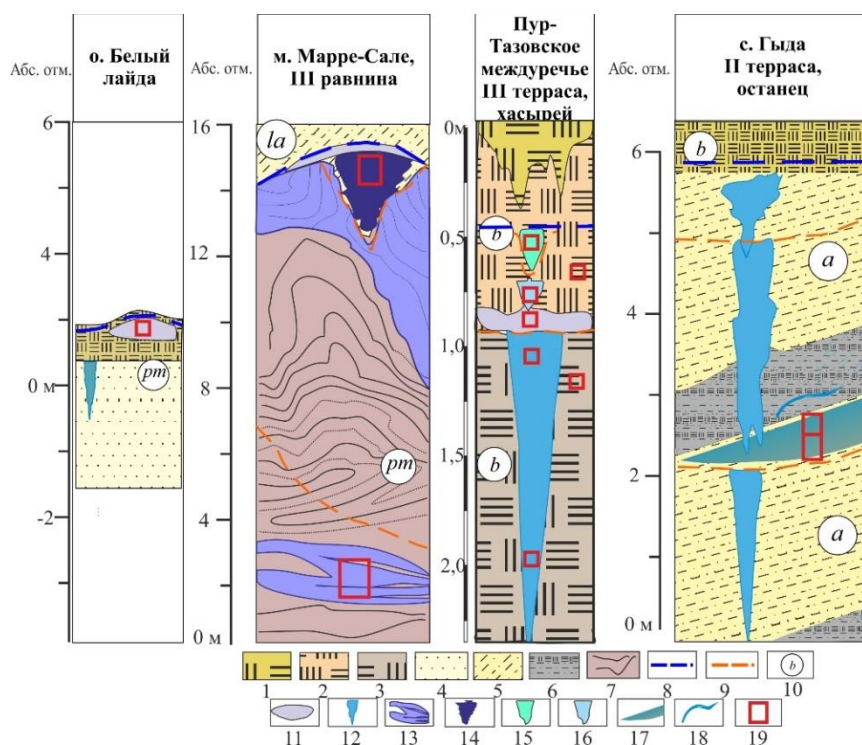 Абс. отм.
о. Белый
лайда
Абс. отм.
м. Марре-Сале,
III равнина
Пур-
Тазовское
междуречье
III терраса,
хасырей
Абс. отм.
с. Гыда
II терраса,
останец
6
4
2
0 м
-2
pm
16
12
8
4
0 м
la
pm
0м
0,5
1,0
1,5
2,0
b
b
6
4
2
0 м
b
a
a
1 2 3 4 5 6 7 8 9 10
b
11 12 13 14 15 16 17 18 19